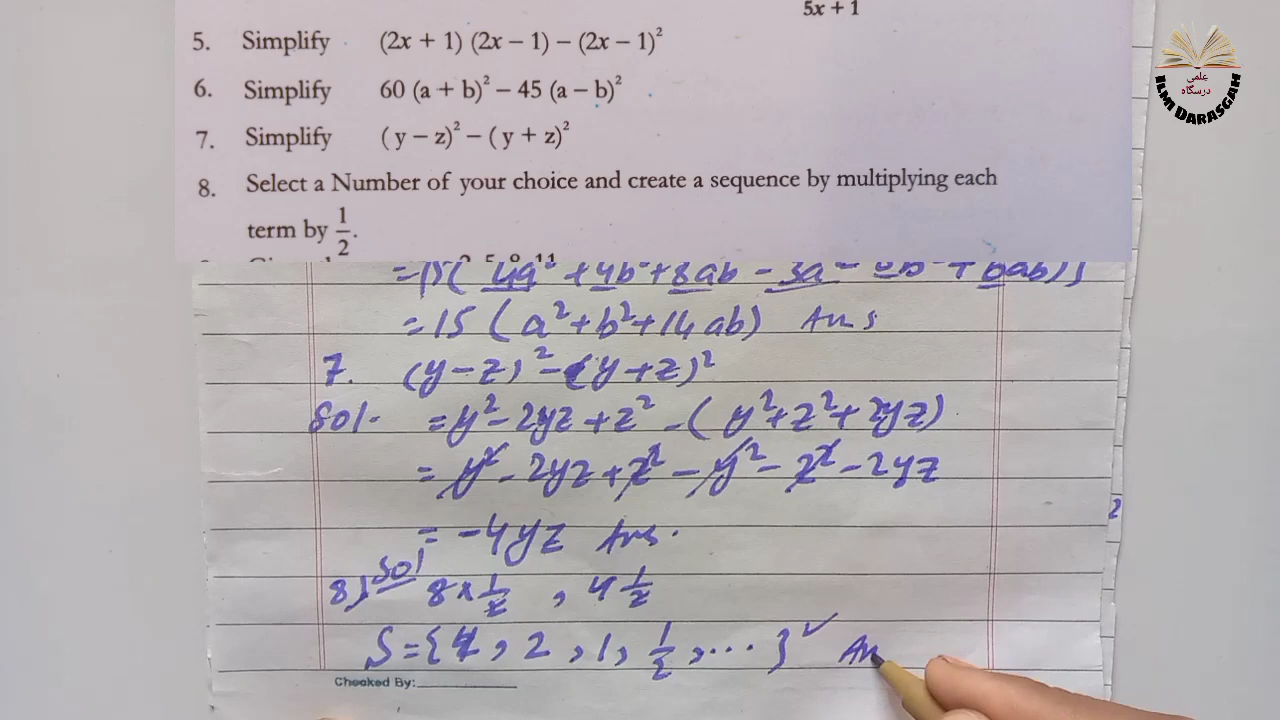 5x + 1
5. Simplify (2x + 1) (2x − 1) − (2x − 1)²
6. Simplify 60 (a + b)² − 45 (a − b)²
7. Simplify ( y − z)² − ( y + z)²
8. Select a Number of your choice and create a sequence by multiplying each
term by 1/2.
علمی
درسگاہ
ILMI DARASGAH
= 15 ( a² + b² + 14 ab) Ans
7. (y − z)² − (y + z)²
Sol. = y² − 2yz + z² − ( y² + z² + 2yz)
= y² − 2yz + z² − y² − z² − 2yz
= −4yz Ans.
8) Sol 8 × 1/2 , 4 1/2
S = {4, 2, 1, 1/2, ... } ✓ An
Checked By: